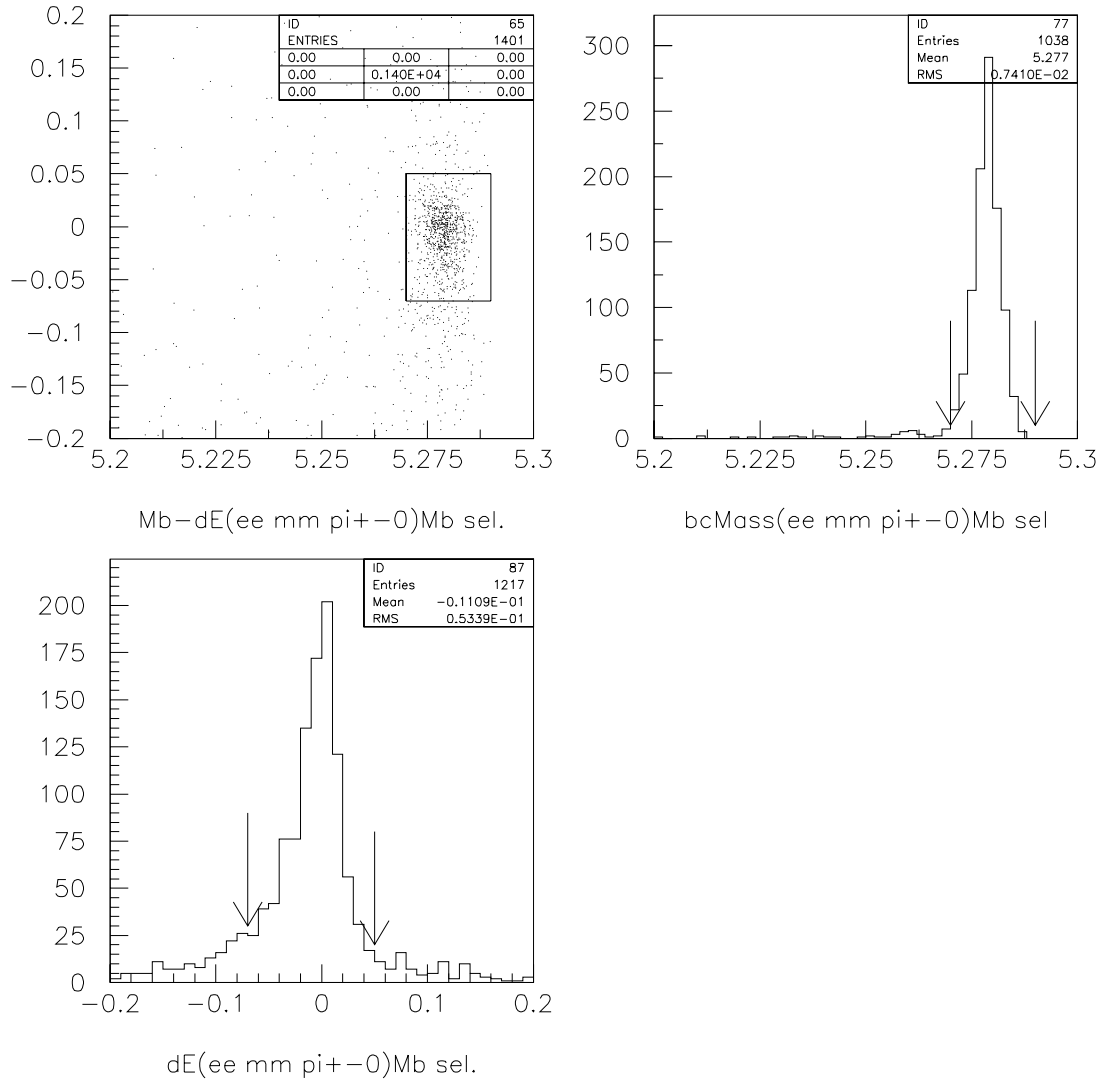 ID 65
ENTRIES 1401
0.00 0.00 0.00
0.00 0.140E+04 0.00
0.00 0.00 0.00
0.2
0.15
0.1
0.05
0
−0.05
−0.1
−0.15
−0.2
5.2 5.225 5.25 5.275 5.3
Mb−dE(ee mm pi+−0)Mb sel.
ID 77
Entries 1038
Mean 5.277
RMS 0.7410E−02
300
250
200
150
100
50
0
5.2 5.225 5.25 5.275 5.3
bcMass(ee mm pi+−0)Mb sel
ID 87
Entries 1217
Mean −0.1109E−01
RMS 0.5339E−01
200
175
150
125
100
75
50
25
0
−0.2 −0.1 0 0.1 0.2
dE(ee mm pi+−0)Mb sel.